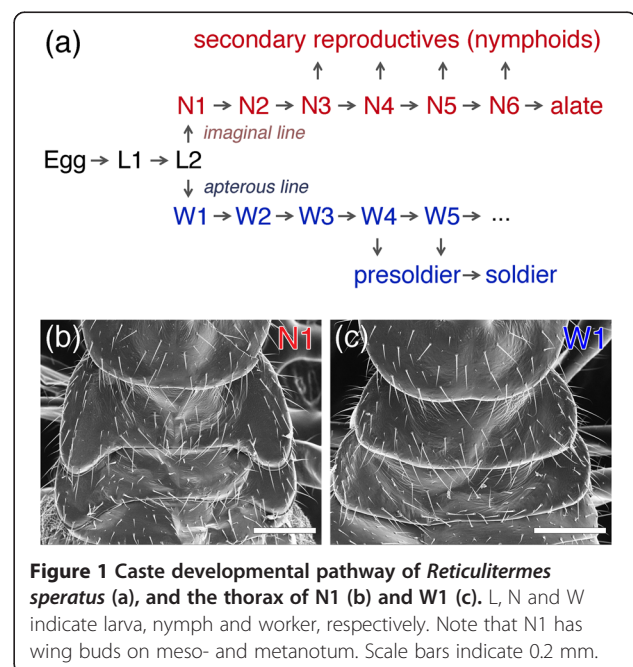 (a)
secondary reproductives (nymphoids)
↑ ↑ ↑ ↑
N1 → N2 → N3 → N4 → N5 → N6 → alate
↑ imaginal line
Egg → L1 → L2
↓ apterous line
W1 → W2 → W3 → W4 → W5 → ...
↓ ↓
presoldier → soldier
(b) N1 (c) W1
Figure 1 Caste developmental pathway of Reticulitermes
speratus (a), and the thorax of N1 (b) and W1 (c). L, N and W
indicate larva, nymph and worker, respectively. Note that N1 has
wing buds on meso- and metanotum. Scale bars indicate 0.2 mm.